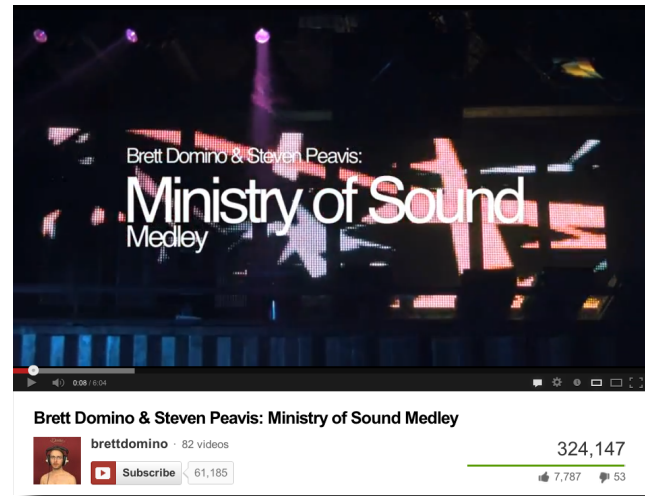 Brett Domino & Steven Peavis:
Ministry of Sound
Medley
0:08 / 6:04
Brett Domino & Steven Peavis: Ministry of Sound Medley
brettdomino · 82 videos
Subscribe 61,185
324,147
7,787 53